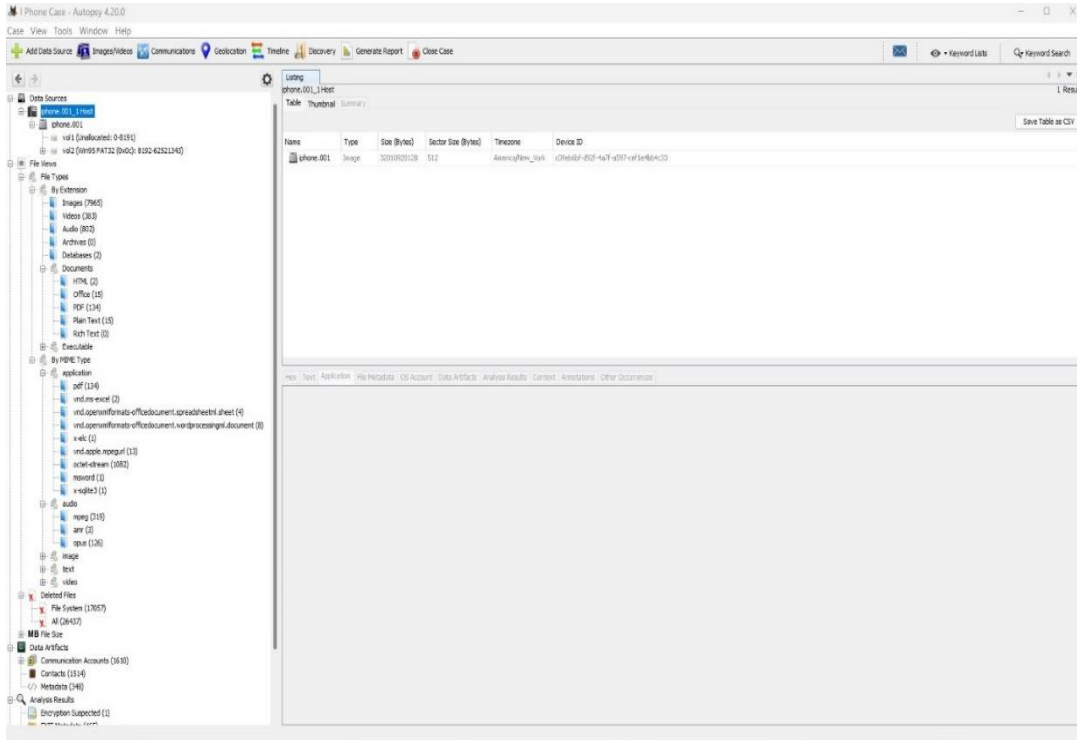 I Phone Case - Autopsy 4.20.0
Case View Tools Window Help
Add Data Source Images/Videos Communications Geolocation Timeline Discovery Generate Report Close Case Keyword Lists Keyword Search
Listing
iphone.001_1 Host
1 Resu
Table Thumbnail Summary
Save Table as CSV
Name Type Size (Bytes) Sector Size (Bytes) Timezone Device ID
iphone.001 Image 32010928128 512 America/New_York
Data Sources
iphone.001_1 Host
iphone.001
vol1 (Unallocated: 0-8191)
vol2 (Win95 FAT32 (0x0c): 8192-62521343)
File Views
File Types
By Extension
Images (7965)
Videos (383)
Audio (802)
Archives (0)
Databases (2)
Documents
HTML (2)
Office (15)
PDF (134)
Plain Text (15)
Rich Text (0)
Executable
By MIME Type
application
pdf (134)
vnd.ms-excel (2)
vnd.openxmlformats-officedocument.spreadsheetml.sheet (4)
vnd.openxmlformats-officedocument.wordprocessingml.document (8)
x-elc (1)
vnd.apple.mpegurl (13)
octet-stream (1082)
msword (1)
x-sqlite3 (1)
audio
mpeg (319)
amr (3)
opus (126)
image
text
video
Deleted Files
File System (17057)
All (26437)
MB File Size
Data Artifacts
Communication Accounts (1610)
Contacts (1514)
Metadata (348)
Analysis Results
Encryption Suspected (1)
Hex Text Application File Metadata OS Account Data Artifacts Analysis Results Context Annotations Other Occurrences